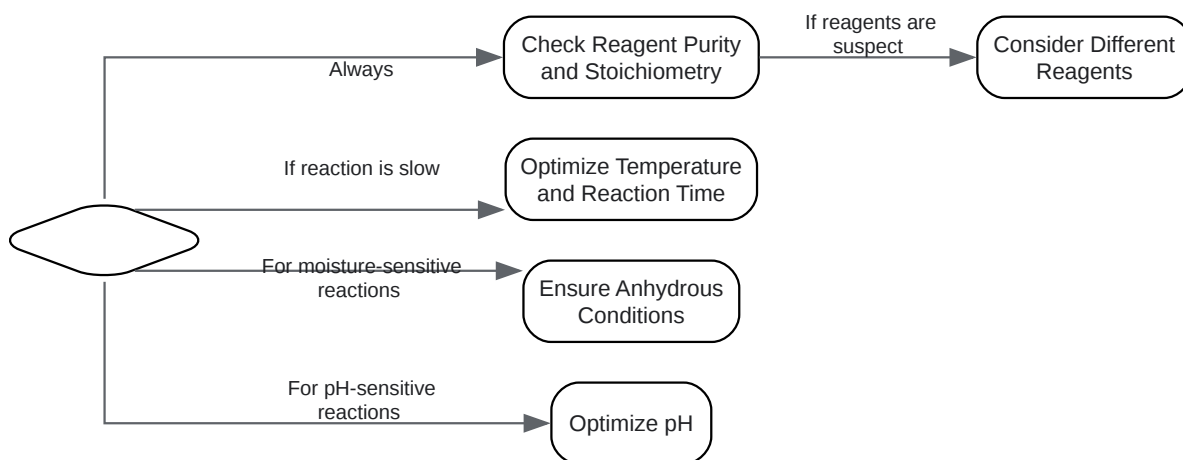 Always
Check Reagent Purity
and Stoichiometry
If reagents are
suspect
Consider Different
Reagents
If reaction is slow
Optimize Temperature
and Reaction Time
For moisture-sensitive
reactions
Ensure Anhydrous
Conditions
For pH-sensitive
reactions
Optimize pH